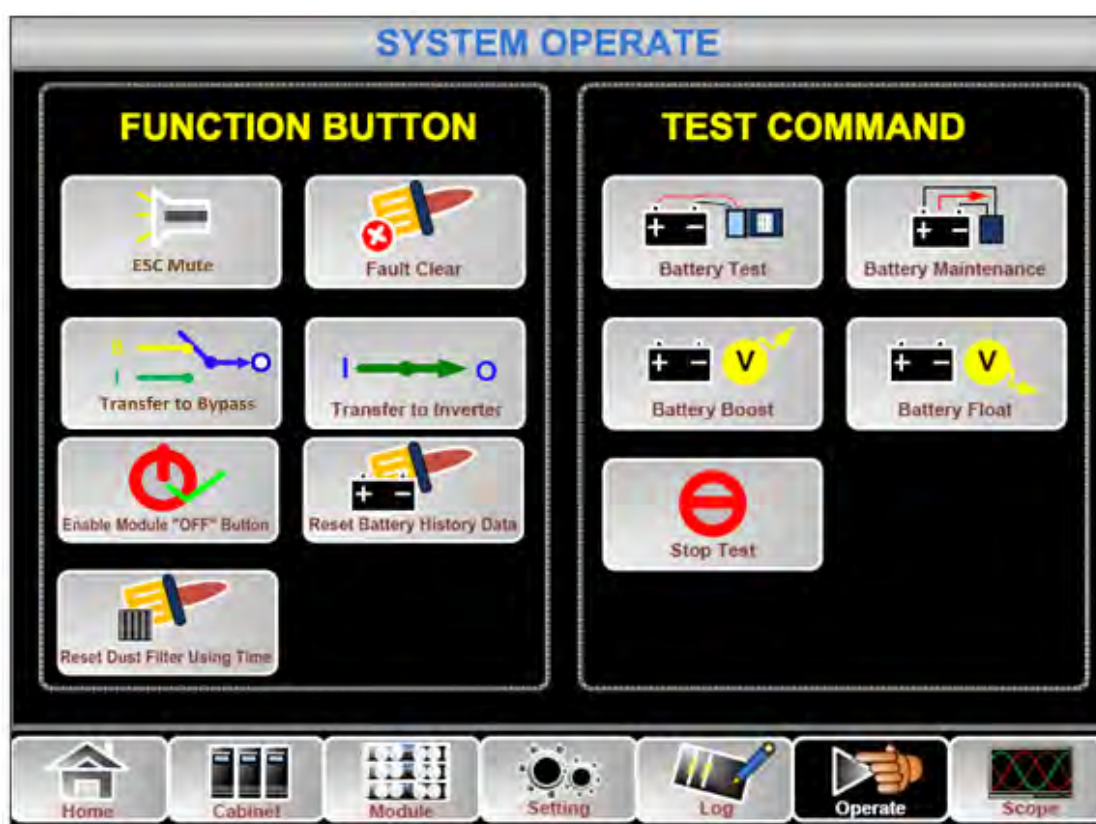 SYSTEM OPERATE
FUNCTION BUTTON
ESC Mute
Fault Clear
B
I
O
Transfer to Bypass
I
O
Transfer to Inverter
Enable Module "OFF" Button
+ -
Reset Battery History Data
Reset Dust Filter Using Time
TEST COMMAND
+ -
Battery Test
+ -
Battery Maintenance
+ - V
Battery Boost
+ - V
Battery Float
Stop Test
Home
Cabinet
Module
Setting
Log
Operate
Scope